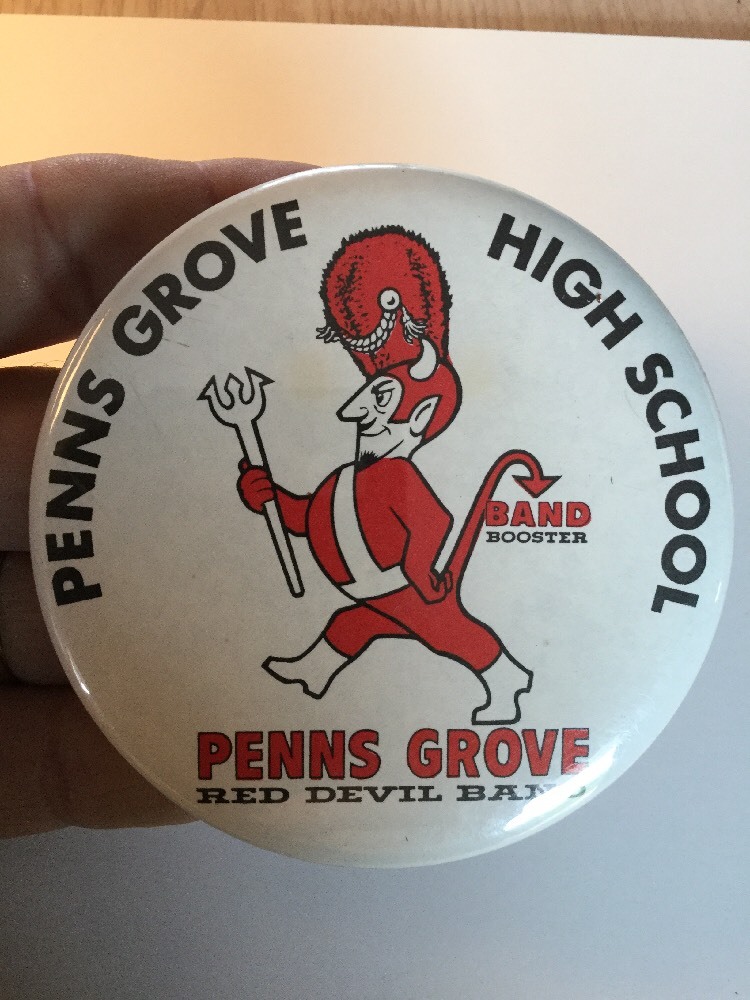 PENNS GROVE HIGH SCHOOL
BAND
BOOSTER
PENNS GROVE
RED DEVIL BAND